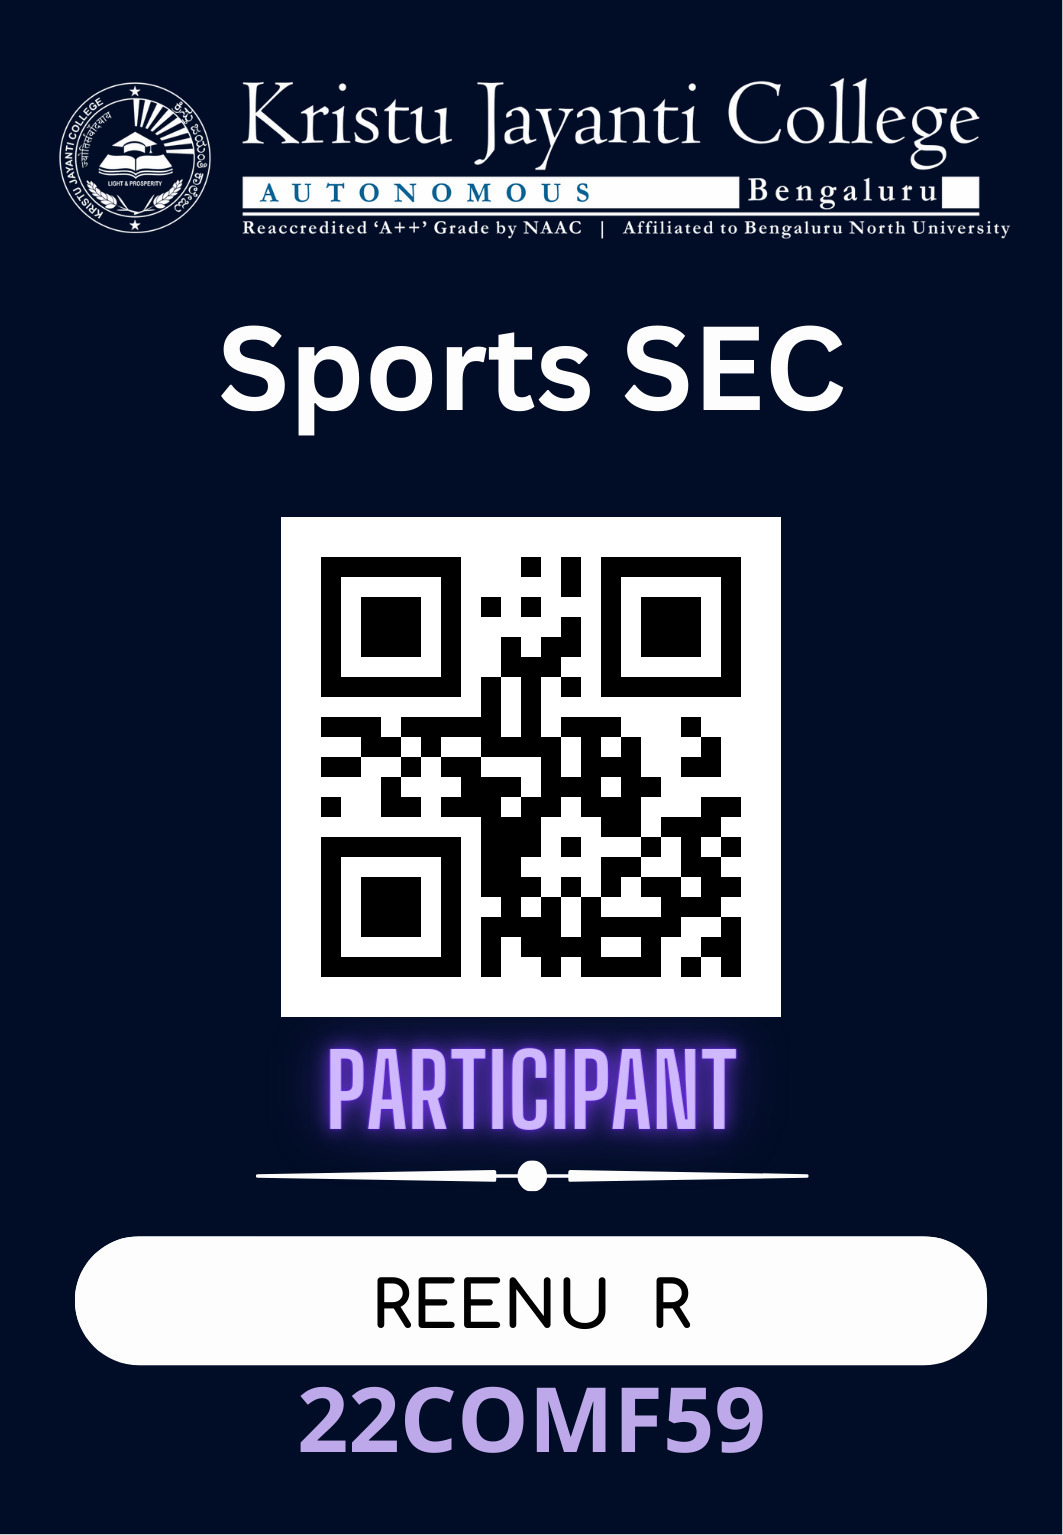 KRISTU JAYANTI COLLEGE
LIGHT & PROSPERITY
Kristu Jayanti College
AUTONOMOUS Bengaluru
Reaccredited ‘A++’ Grade by NAAC | Affiliated to Bengaluru North University
Sports SEC
PARTICIPANT
REENU R
22COMF59